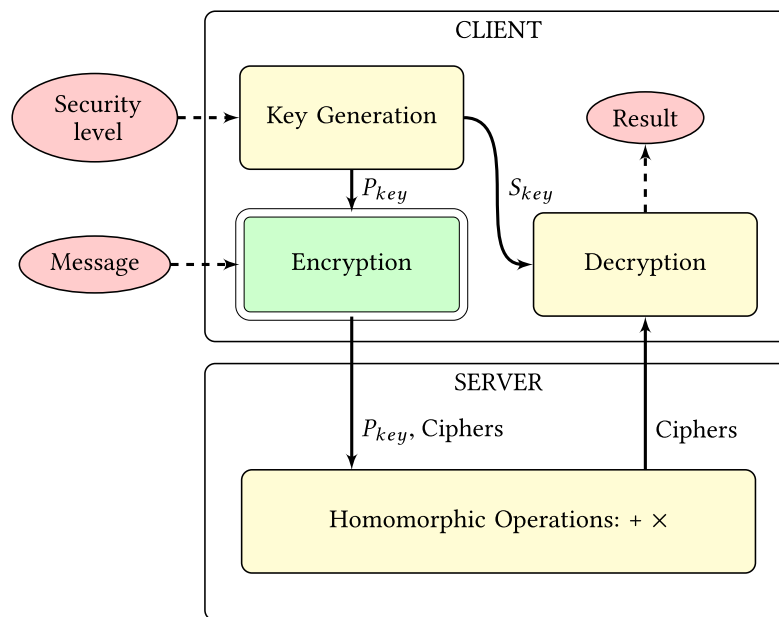 CLIENT
Security
level
Key Generation
Result
P_key
S_key
Message
Encryption
Decryption
SERVER
P_key, Ciphers
Ciphers
Homomorphic Operations: + ×